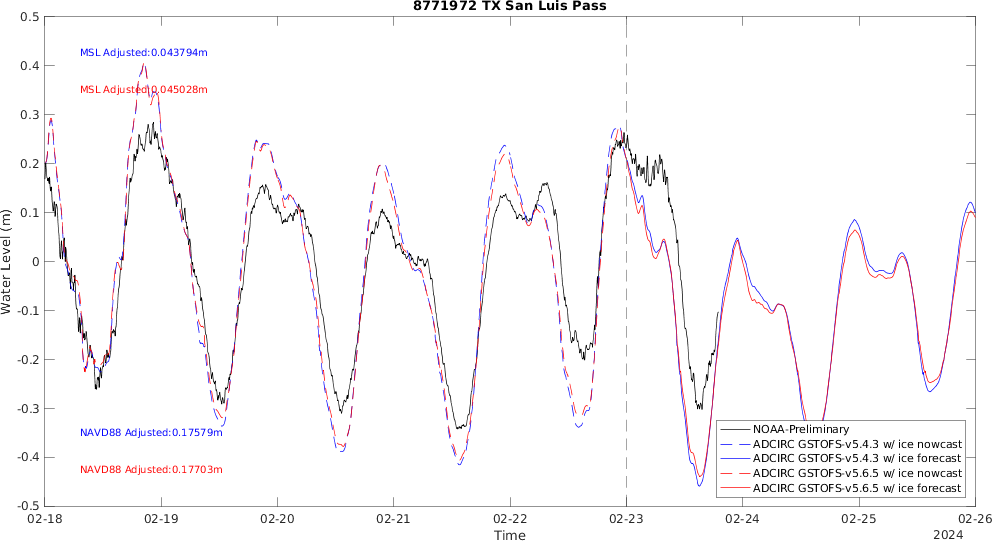 8771972 TX San Luis Pass
0.5
0.4
0.3
0.2
0.1
0
-0.1
-0.2
-0.3
-0.4
-0.5
Water Level (m)
MSL Adjusted:0.043794m
MSL Adjusted:0.045028m
NAVD88 Adjusted:0.17579m
NAVD88 Adjusted:0.17703m
NOAA-Preliminary
ADCIRC GSTOFS-v5.4.3 w/ ice nowcast
ADCIRC GSTOFS-v5.4.3 w/ ice forecast
ADCIRC GSTOFS-v5.6.5 w/ ice nowcast
ADCIRC GSTOFS-v5.6.5 w/ ice forecast
02-18 02-19 02-20 02-21 02-22 02-23 02-24 02-25 02-26
Time
2024